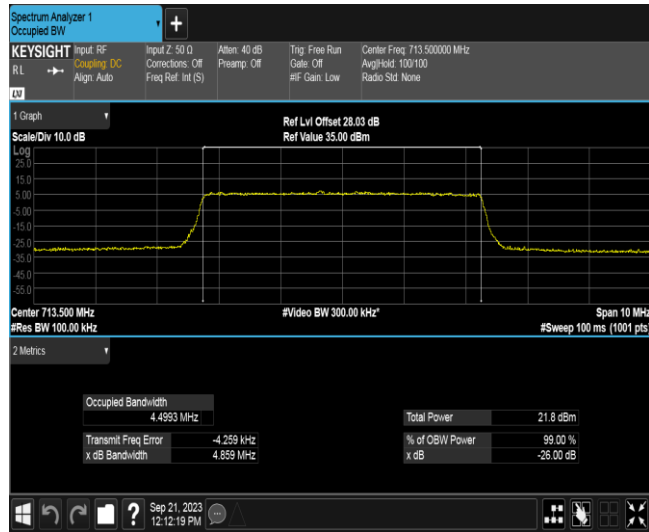 Spectrum Analyzer 1
Occupied BW
KEYSIGHT
RL
LXI
Input: RF
Coupling: DC
Align: Auto
Input Z: 50 Ω
Corrections: Off
Freq Ref: Int (S)
Atten: 40 dB
Preamp: Off
Trig: Free Run
Gate: Off
#IF Gain: Low
Center Freq: 713.500000 MHz
Avg|Hold: 100/100
Radio Std: None
1 Graph
Scale/Div 10.0 dB
Ref Lvl Offset 28.03 dB
Ref Value 35.00 dBm
Log
25.0
15.0
5.00
-5.00
-15.0
-25.0
-35.0
-45.0
-55.0
Center 713.500 MHz
#Video BW 300.00 kHz*
Span 10 MHz
#Res BW 100.00 kHz
#Sweep 100 ms (1001 pts)
2 Metrics
Occupied Bandwidth
4.4993 MHz
Total Power 21.8 dBm
Transmit Freq Error -4.259 kHz
% of OBW Power 99.00 %
x dB Bandwidth 4.859 MHz
x dB -26.00 dB
?
Sep 21, 2023
12:12:19 PM